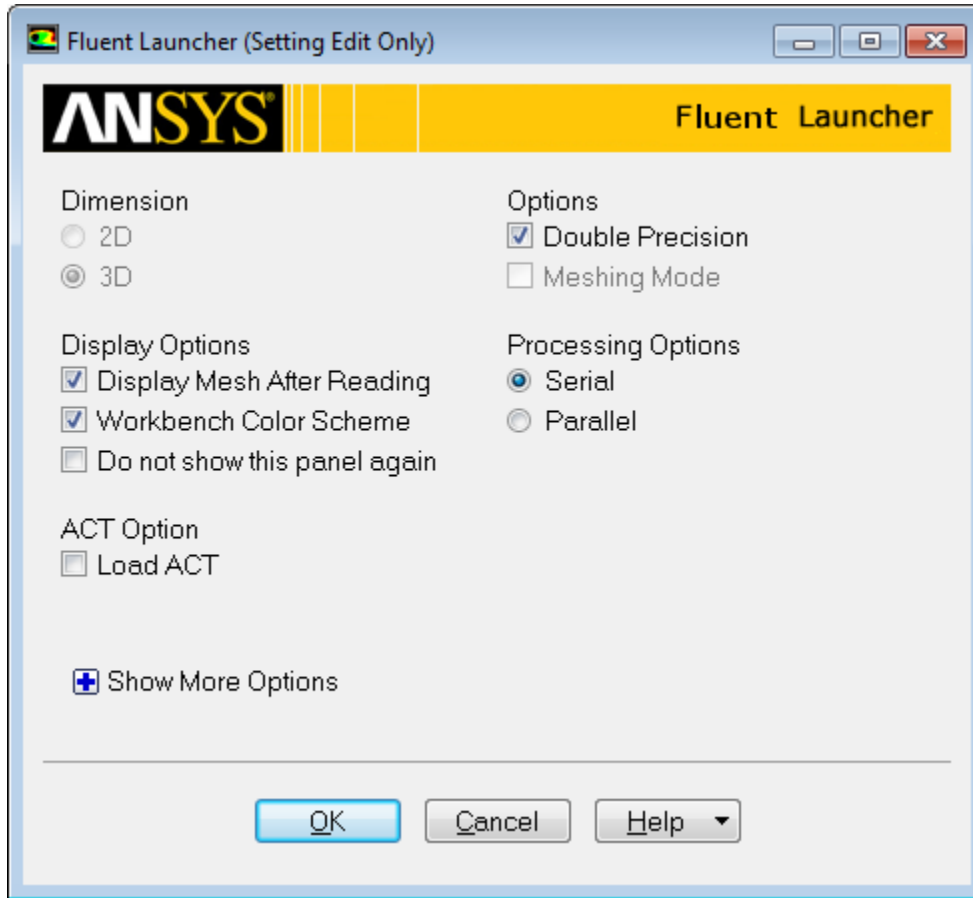 Fluent Launcher (Setting Edit Only)
ANSYS®
Fluent Launcher
Dimension
2D
3D
Options
Double Precision
Meshing Mode
Display Options
Display Mesh After Reading
Workbench Color Scheme
Do not show this panel again
Processing Options
Serial
Parallel
ACT Option
Load ACT
Show More Options
OK
Cancel
Help